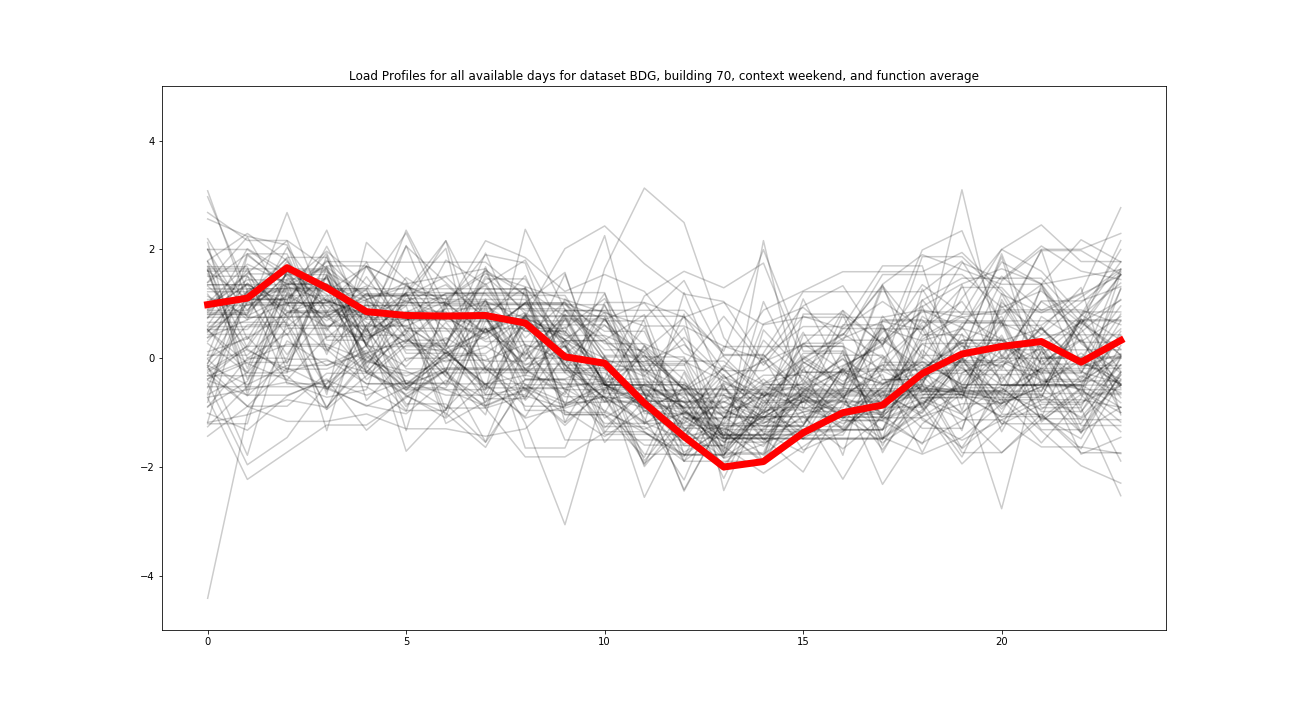 Load Profiles for all available days for dataset BDG, building 70, context weekend, and function average
4
2
0
−2
−4
0 5 10 15 20